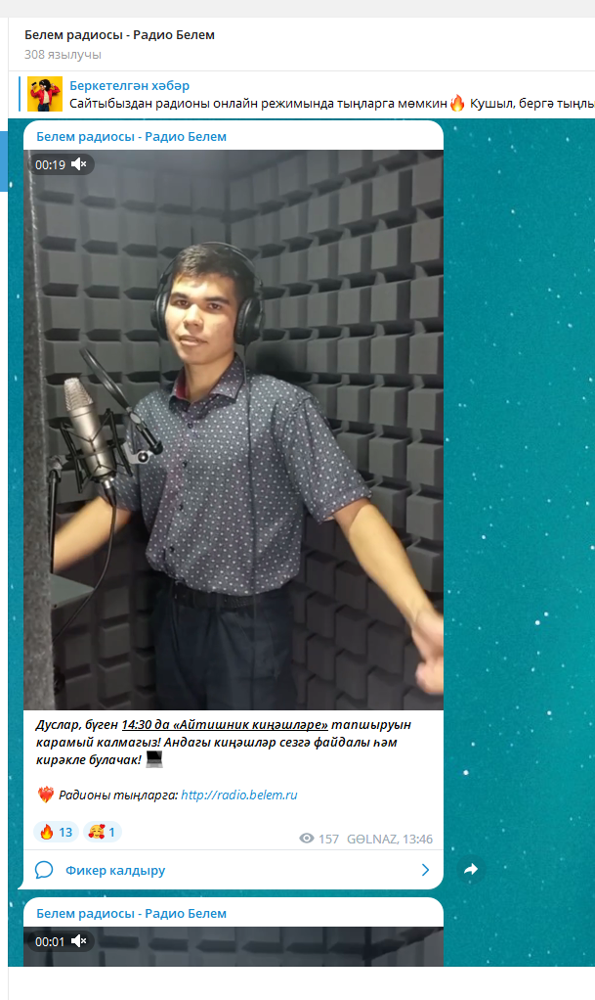 Белем радиосы - Радио Белем
308 язылучы
Беркетелгән хәбәр
Сайтыбыздан радионы онлайн режимында тыңларга мөмкин🔥 Кушыл, бергә тыңлы
Белем радиосы - Радио Белем
00:19
Дуслар, бүген 14:30 да «Айтишник киңәшләре» тапшыруын
карамый калмагыз! Андагы киңәшләр сезгә файдалы һәм
кирәкле булачак! 💻
❤️‍🔥 Радионы тыңларга: http://radio.belem.ru
🔥 13 🥰 1
157 GӨLNAZ, 13:46
Фикер калдыру
Белем радиосы - Радио Белем
00:01